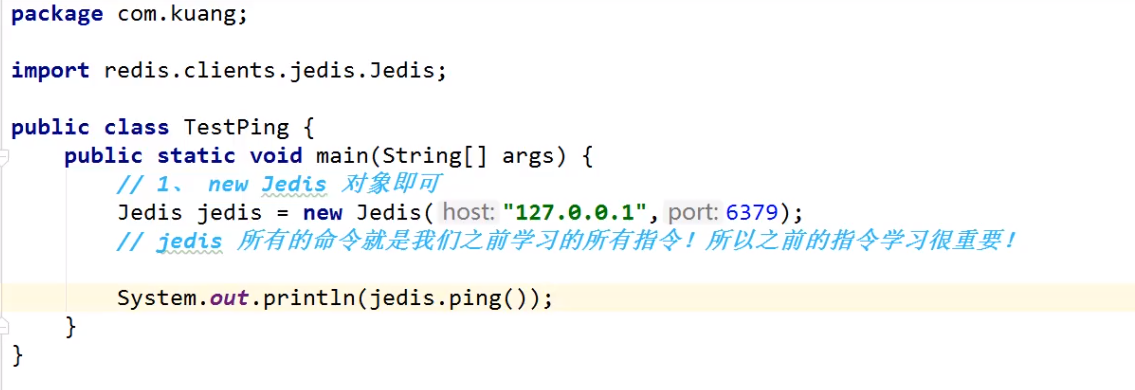 package com.kuang;
import redis.clients.jedis.Jedis;
public class TestPing {
public static void main(String[] args) {
// 1、 new Jedis 对象即可
Jedis jedis = new Jedis( host: "127.0.0.1", port: 6379);
// jedis 所有的命令就是我们之前学习的所有指令！所以之前的指令学习很重要！
System.out.println(jedis.ping());
}
}